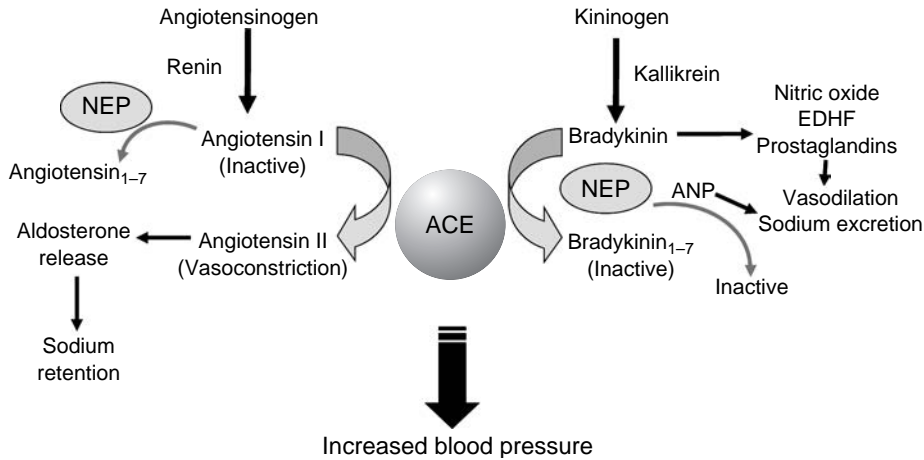 Angiotensinogen
Renin
NEP
Angiotensin I
(Inactive)
Angiotensin₁₋₇
Aldosterone
release
Angiotensin II
(Vasoconstriction)
Sodium
retention
ACE
Kininogen
Kallikrein
Bradykinin
Nitric oxide
EDHF
Prostaglandins
NEP
ANP
Vasodilation
Sodium excretion
Bradykinin₁₋₇
(Inactive)
Inactive
Increased blood pressure